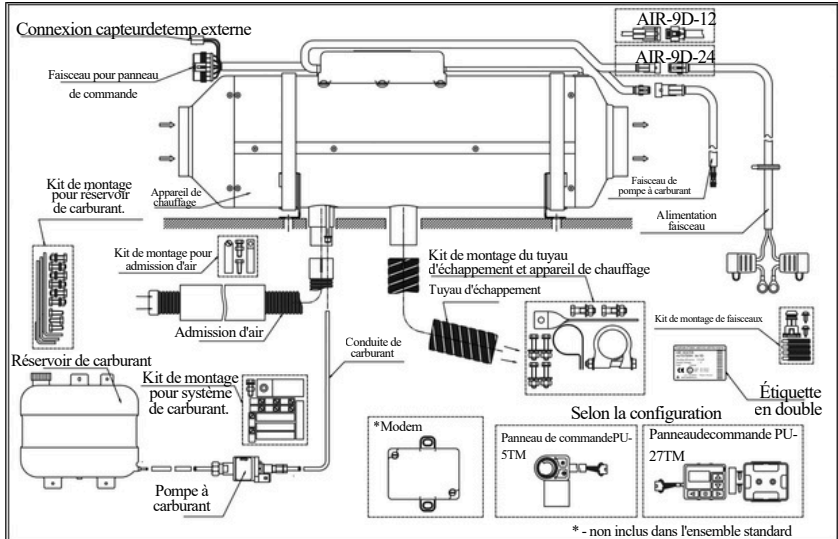 Connexion capteurdetemp.externe
AIR-9D-12
AIR-9D-24
Faisceau pour panneau
de commande
Kit de montage
pour réservoir
de carburant.
Appareil de
chauffage
Faisceau de
pompe à carburant
Alimentation
faisceau
Kit de montage pour
admission d'air
Kit de montage du tuyau
d'échappement et appareil de chauffage
Tuyau d'échappement
Admission d'air
Conduite de
carburant
Kit de montage de faisceaux
Réservoir de carburant
Kit de montage
pour système
de carburant.
Étiquette
en double
Selon la configuration
*Modem
Panneau de commandePU-
5TM
Panneaudecommande PU-
27TM
Pompe à
carburant
* - non inclus dans l'ensemble standard